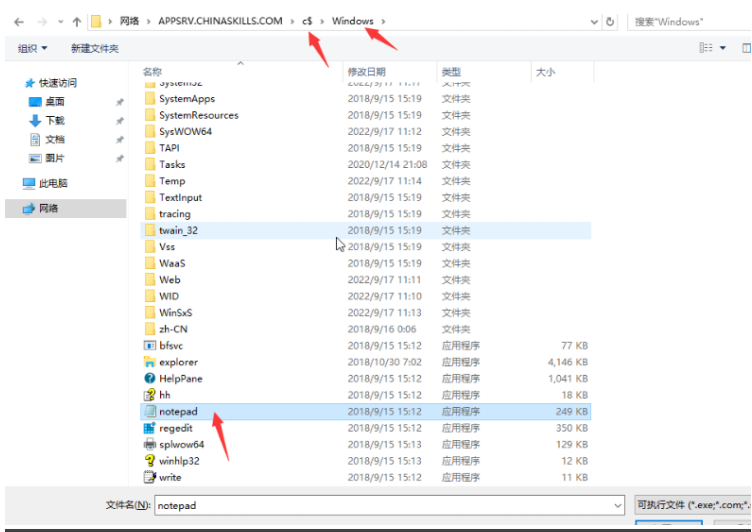 网络 › APPSRV.CHINASKILLS.COM › c$ › Windows ›
搜索"Windows"
组织 新建文件夹
名称 修改日期 类型 大小
快速访问
桌面
下载
文档
图片
此电脑
网络
System32 2022/9/17 11:11 文件夹
SystemApps 2018/9/15 15:19 文件夹
SystemResources 2018/9/15 15:19 文件夹
SysWOW64 2022/9/17 11:12 文件夹
TAPI 2018/9/15 15:19 文件夹
Tasks 2020/12/14 21:08 文件夹
Temp 2022/9/17 11:14 文件夹
TextInput 2018/9/15 15:19 文件夹
tracing 2018/9/15 15:19 文件夹
twain_32 2018/9/15 15:19 文件夹
Vss 2018/9/15 15:19 文件夹
WaaS 2018/9/15 15:19 文件夹
Web 2022/9/17 11:11 文件夹
WID 2022/9/17 11:10 文件夹
WinSxS 2022/9/17 11:13 文件夹
zh-CN 2018/9/16 0:06 文件夹
bfsvc 2018/9/15 15:12 应用程序 77 KB
explorer 2018/10/30 7:02 应用程序 4,146 KB
HelpPane 2018/9/15 15:12 应用程序 1,041 KB
hh 2018/9/15 15:12 应用程序 18 KB
notepad 2018/9/15 15:12 应用程序 249 KB
regedit 2018/9/15 15:12 应用程序 350 KB
splwow64 2018/9/15 15:13 应用程序 129 KB
winhlp32 2018/9/15 15:13 应用程序 12 KB
write 2018/9/15 15:12 应用程序 11 KB
文件名(N): notepad
可执行文件 (*.exe;*.com;*.